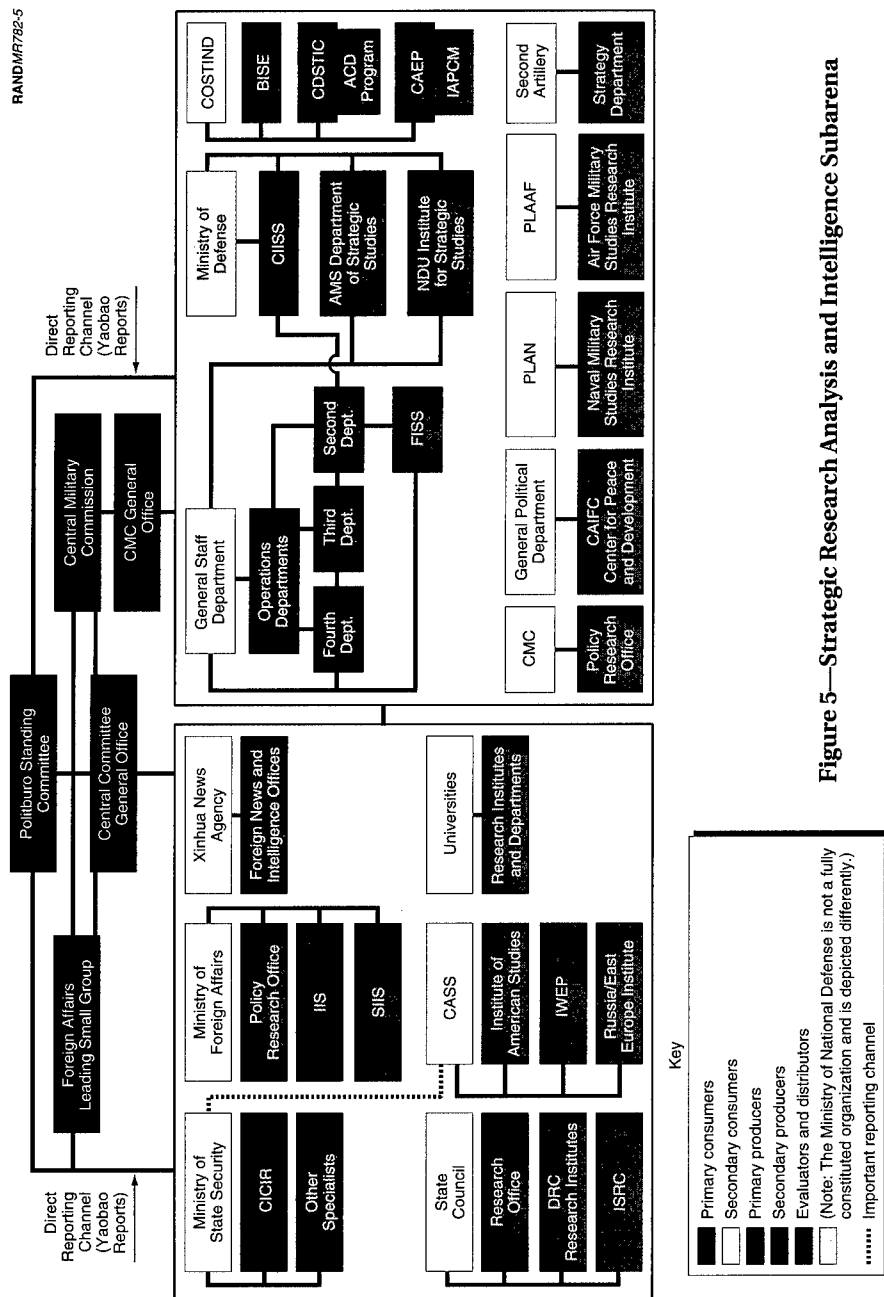 RANDMR782-5
Politburo Standing
Committee
Direct
Reporting
Channel
(Yaobao
Reports)
Foreign Affairs
Leading Small Group
Central Committee
General Office
Central Military
Commission
CMC General
Office
Direct
Reporting
Channel
(Yaobao
Reports)
Ministry of
State Security
CICIR
Other
Specialists
Ministry of
Foreign Affairs
Policy
Research Office
IIS
SIIS
Xinhua News
Agency
Foreign News and
Intelligence Offices
State
Council
Research
Office
DRC
Research Institutes
ISRC
CASS
Institute of
American Studies
IWEP
Russia/East
Europe Institute
Universities
Research Institutes
and Departments
General Staff
Department
Operations
Departments
Fourth Dept.
Third Dept.
Second Dept.
FISS
Ministry of
Defense
CIISS
AMS Department
of Strategic
Studies
NDU Institute
for Strategic
Studies
COSTIND
BISE
CDSTIC
ACD
Program
CAEP
IAPCM
CMC
Policy
Research
Office
General Political
Department
CAIFC
Center for Peace
and Development
PLAN
Naval Military
Studies Research
Institute
PLAAF
Air Force Military
Studies Research
Institute
Second
Artillery
Strategy
Department
Key
Primary consumers
Secondary consumers
Primary producers
Secondary producers
Evaluators and distributors
(Note: The Ministry of National Defense is not a fully
constituted organization and is depicted differently.)
Important reporting channel
Figure 5—Strategic Research Analysis and Intelligence Subarena